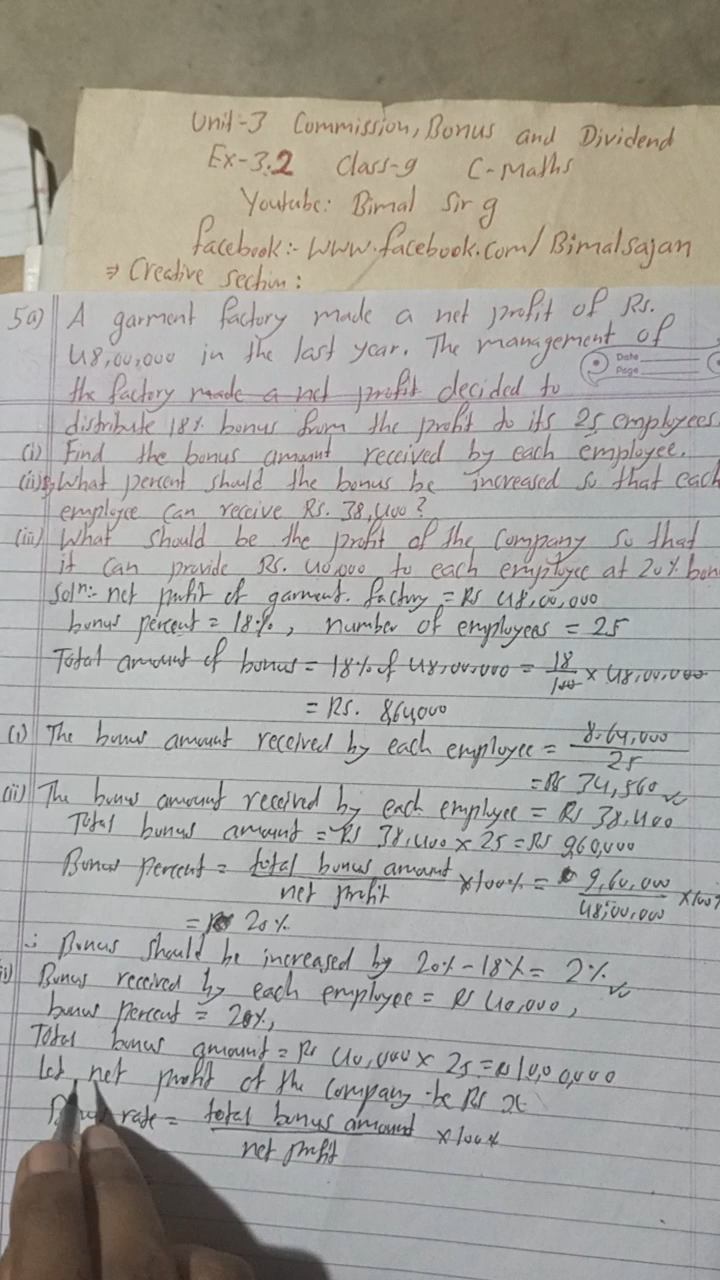 Unit-3 Commission, Bonus and Dividend
Ex-3.2 Class-9 C-Maths
Youtube: Bimal Sir g
facebook:- www.facebook.com/Bimalsajan
⇒ Creative section:
5a) A garment factory made a net profit of Rs.
48,00,000 in the last year. The management of
Date
Page
the factory made a net profit decided to
distribute 18% bonus from the profit to its 25 employees
(i) Find the bonus amount received by each employee.
(ii) What percent should the bonus be increased so that each
employee can receive Rs. 38,400?
(iii) What should be the profit of the company so that
it can provide Rs. 40,000 to each employee at 20% bon
Soln:- net profit of garment factory = Rs 48,00,000
bonus percent = 18%, number of employees = 25
Total amount of bonus = 18% of 48,00,000 = 18/100 × 48,00,000
= Rs. 864000
(i) The bonus amount received by each employee = 8,64,000/25
= Rs 34,560
(ii) The bonus amount received by each employee = Rs 38,400
Total bonus amount = Rs 38,400 × 25 = Rs 960,000
Bonus Percent = total bonus amount/net profit ×100% = 9,60,000/48,00,000 ×100%
= 20%
∴ Bonus should be increased by 20% - 18% = 2%
Bonus received by each employee = Rs 40,000,
bonus percent = 20%,
Total bonus amount = Rs 40,000 × 25 = Rs 10,00,000
Let net profit of the company be Rs x
rate = total bonus amount/net profit ×100%